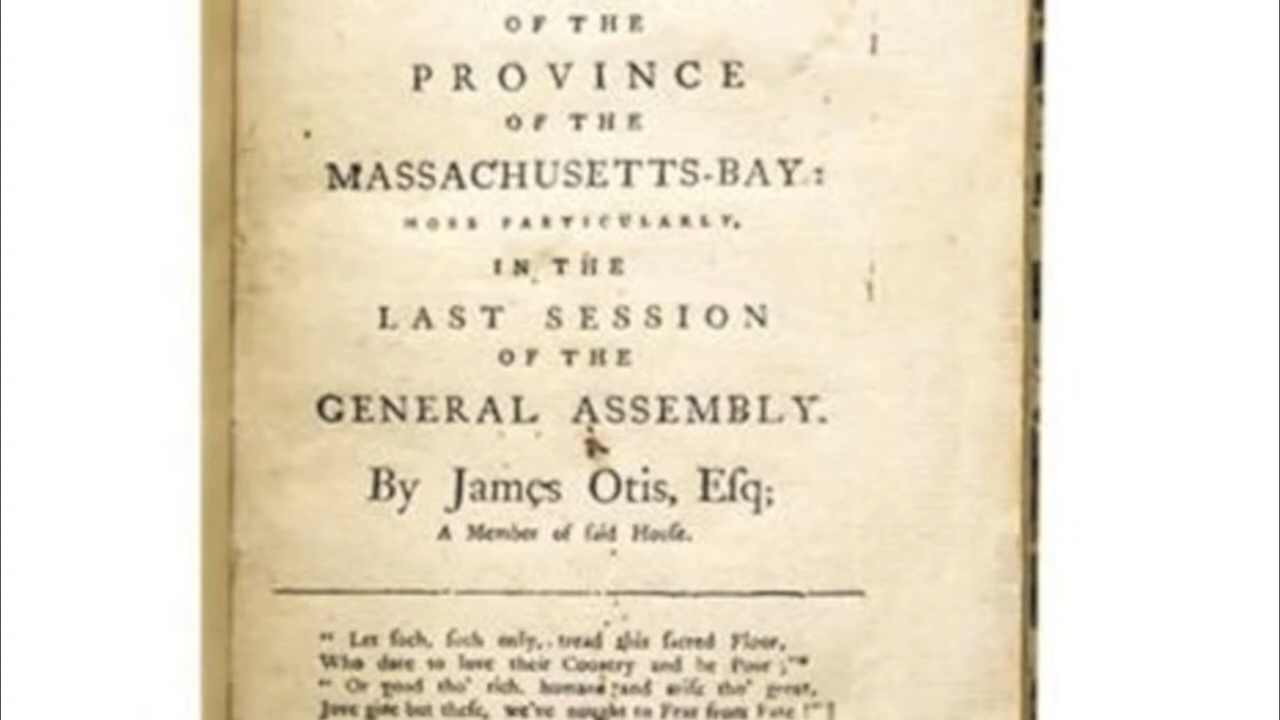 OF THE
PROVINCE
OF THE
MASSACHUSETTS-BAY:
MORE PARTICULARLY,
IN THE
LAST SESSION
OF THE
GENERAL ASSEMBLY.
By James Otis, Eſq;
A Member of ſaid Houſe.
" Let ſuch, ſuch only, tread this ſacred Floor,
Who dare to love their Country and be Poor ;"*
" Or good tho' rich, humane and wiſe tho' great,
Jove give but theſe, we've nought to Fear from Fate !"